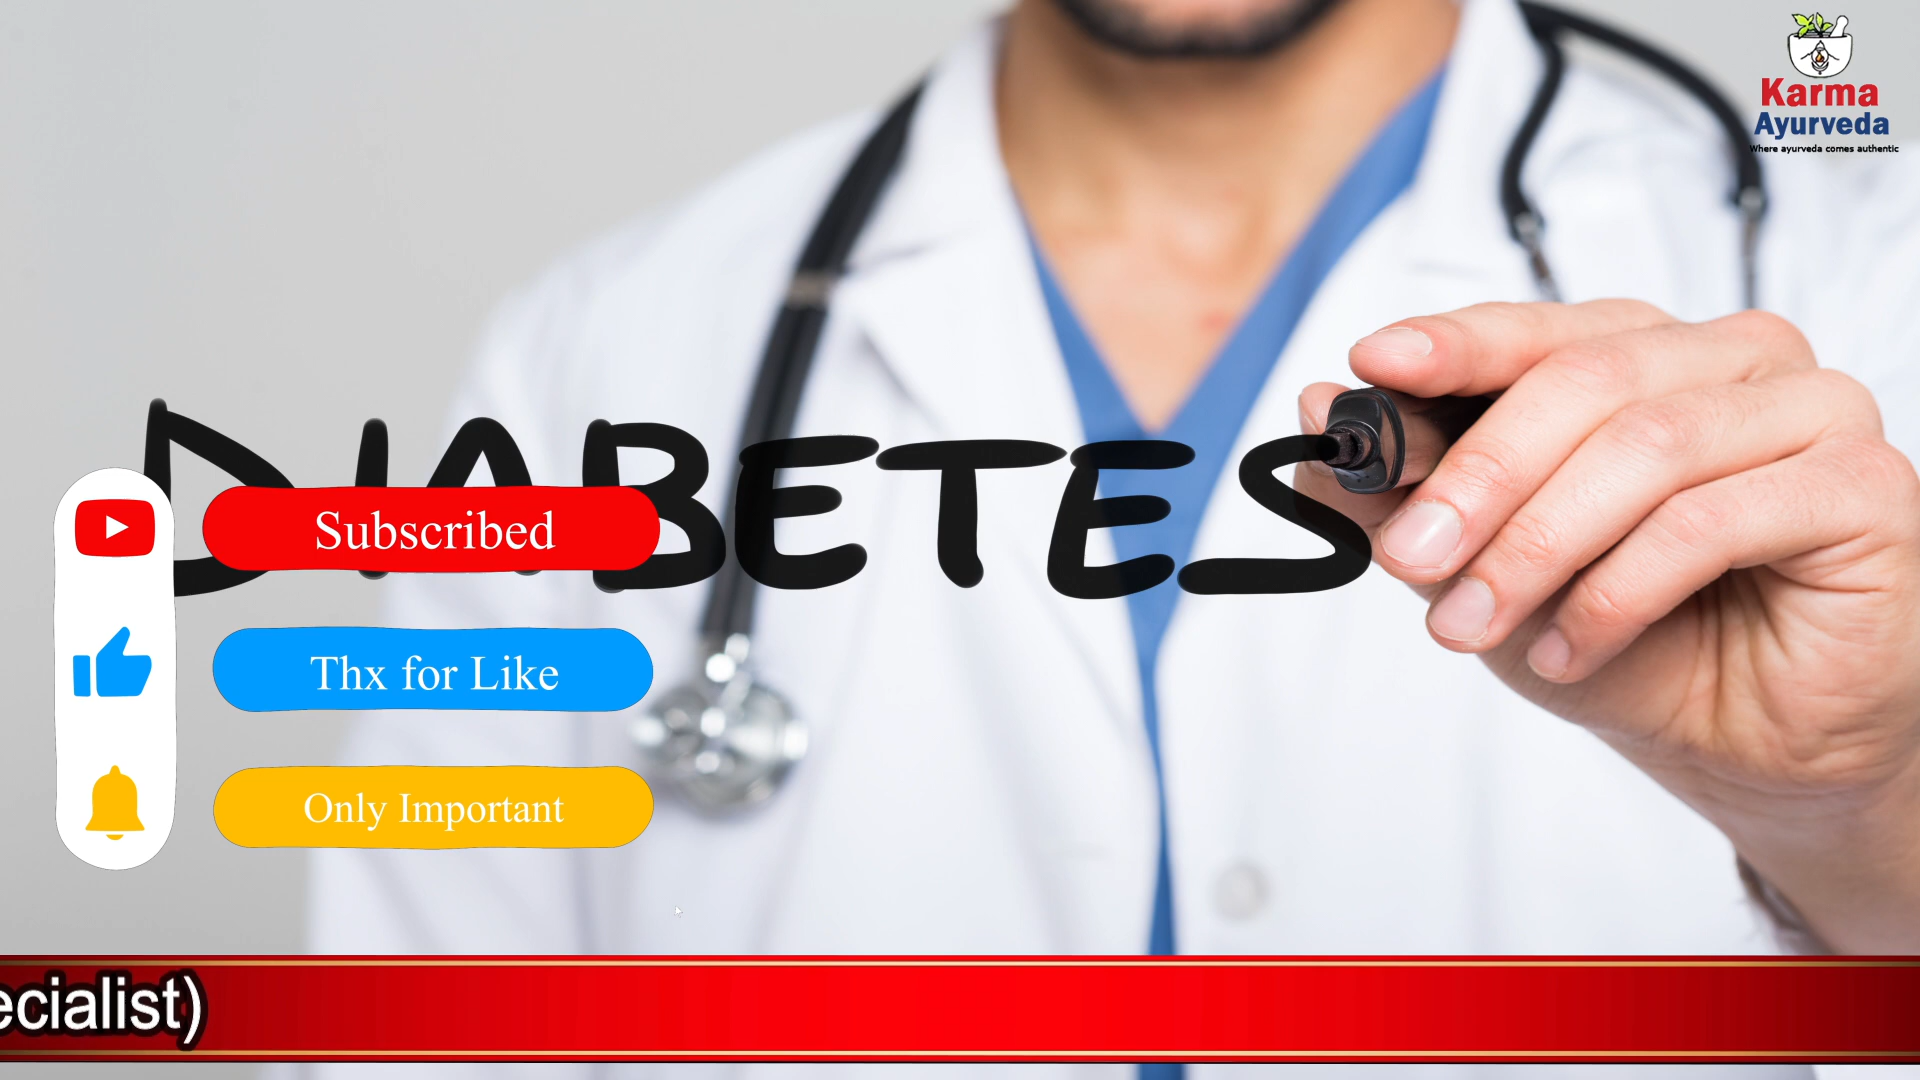 Karma
Ayurveda
Where ayurveda comes authentic
DIABETES
Subscribed
Thx for Like
Only Important
ecialist)